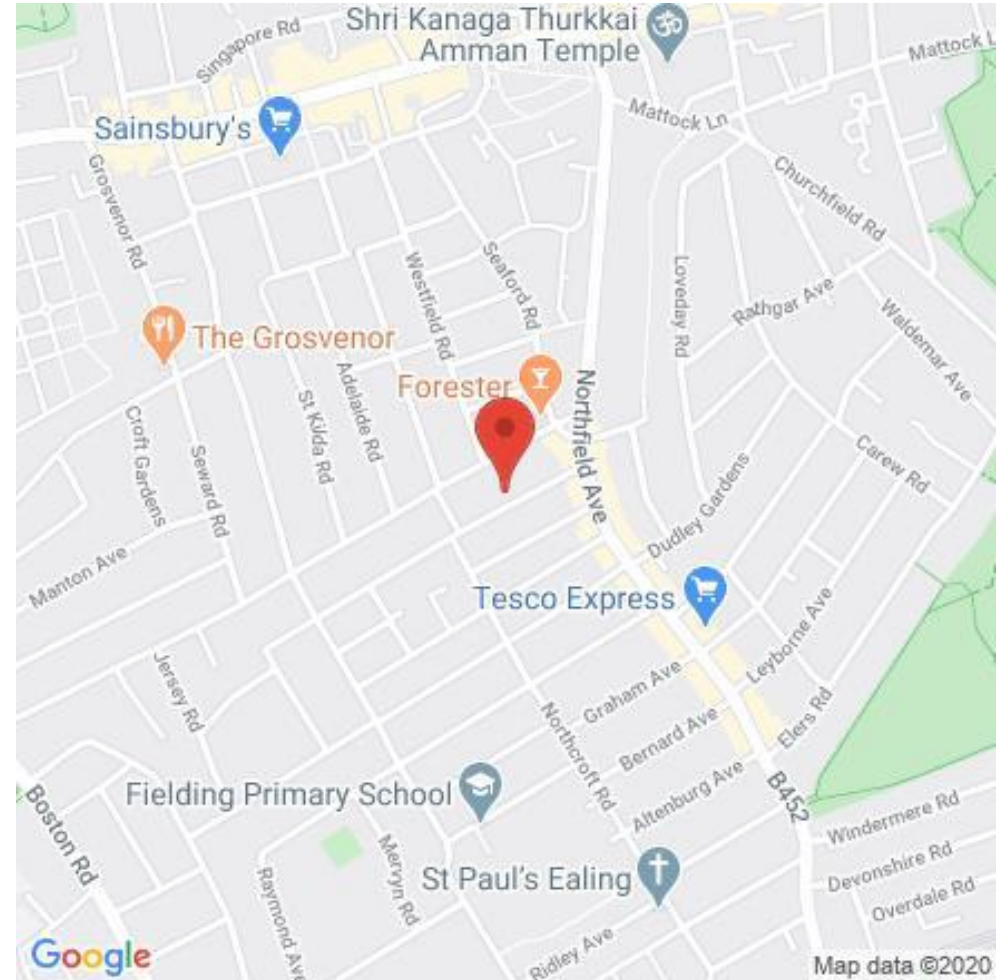 Shri Kanaga Thurkkai
Amman Temple
Singapore Rd
Mattock L
Sainsbury's
Mattock Ln
Grosvenor Rd
Churchfield Rd
Seaford Rd
Westfield Rd
Loveday Rd
Rathgar Ave
Waldemar Ave
The Grosvenor
Adelaide Rd
Forester
Northfield Ave
St Kilda Rd
Croft Gardens
Seward Rd
Carew Rd
Dudley Gardens
Manton Ave
Tesco Express
Leyborne Ave
Jersey Rd
Graham Ave
Elers Rd
Northcroft Rd
Bernard Ave
Fielding Primary School
Altenburg Ave
B452
Boston Rd
Windermere Rd
Mervyn Rd
St Paul's Ealing
Devonshire Rd
Raymond Ave
Overdale Rd
Ridley Ave
Google
Map data ©2020